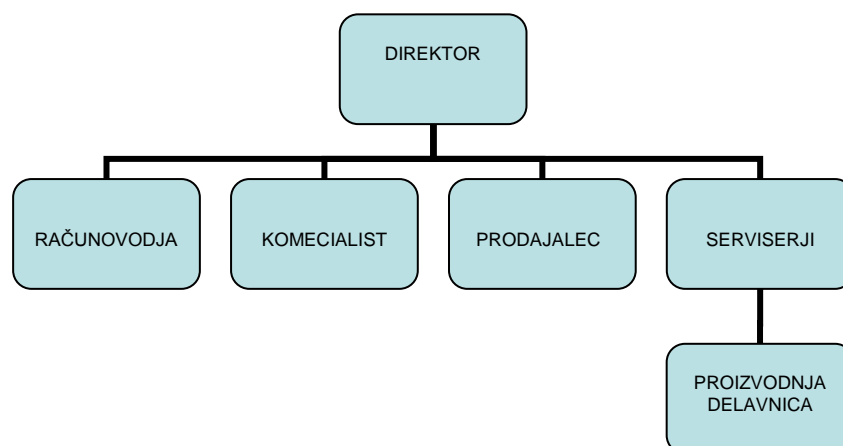 DIREKTOR
RAČUNOVODJA
KOMECIALIST
PRODAJALEC
SERVISERJI
PROIZVODNJA
DELAVNICA